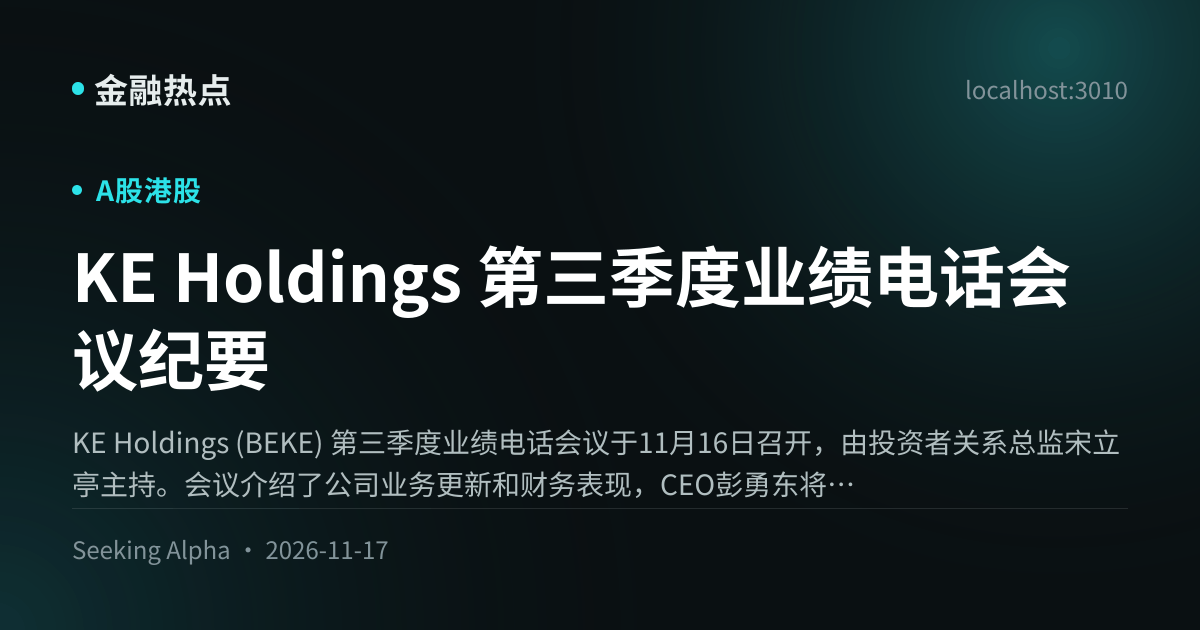 金融热点
localhost:3010
A股港股
KE Holdings 第三季度业绩电话会
议纪要
KE Holdings (BEKE) 第三季度业绩电话会议于11月16日召开，由投资者关系总监宋立
亭主持。会议介绍了公司业务更新和财务表现，CEO彭勇东将…
Seeking Alpha • 2026-11-17